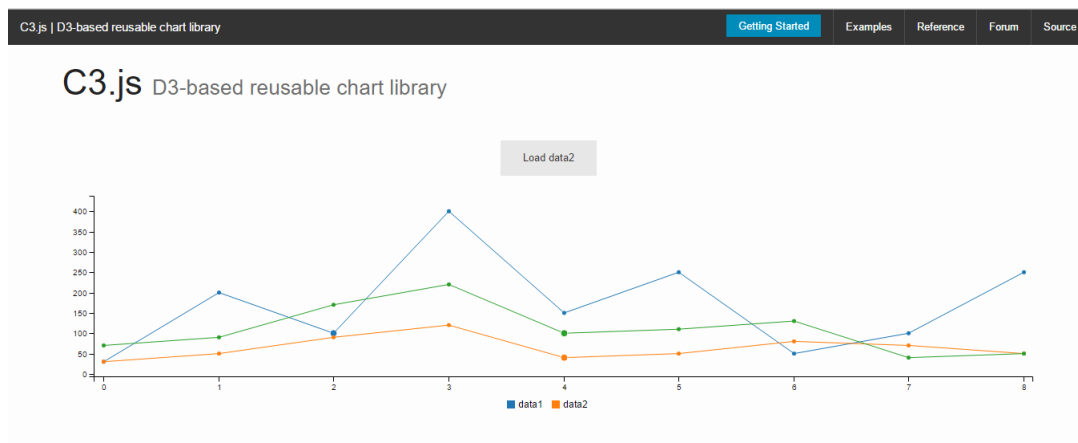 C3.js | D3-based reusable chart library Getting Started Examples Reference Forum Source
C3.js D3-based reusable chart library
Load data2
400
350
300
250
200
150
100
50
0
0 1 2 3 4 5 6 7 8
data1 data2